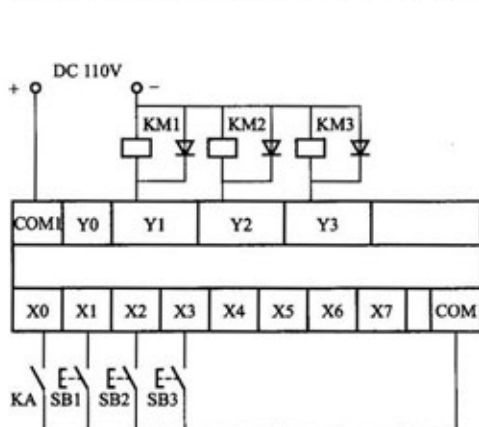 DC 110V
+ −
KM1 KM2 KM3
COM1 Y0 Y1 Y2 Y3
X0 X1 X2 X3 X4 X5 X6 X7 COM
KA SB1 SB2 SB3